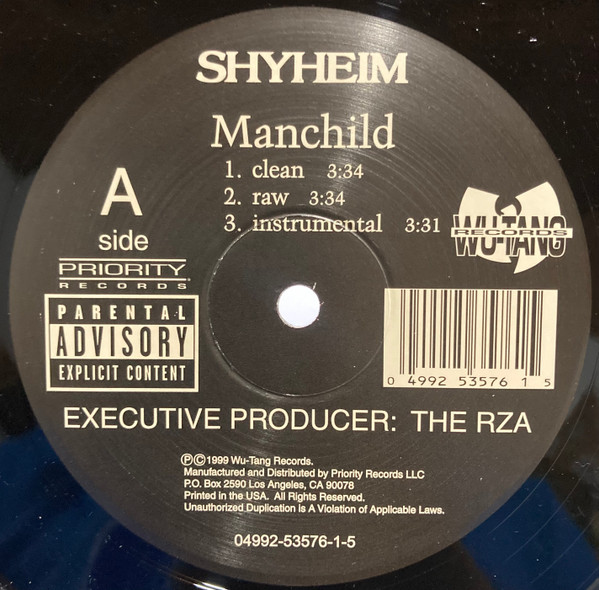 SHYHEIM
Manchild
1. clean 3:34
2. raw 3:34
3. instrumental 3:31
A
side
PRIORITY
RECORDS
WU-TANG
RECORDS
PARENTAL
ADVISORY
EXPLICIT CONTENT
0 4992 53576 1 5
EXECUTIVE PRODUCER: THE RZA
ⓅⒸ1999 Wu-Tang Records.
Manufactured and Distributed by Priority Records LLC
P.O. Box 2590 Los Angeles, CA 90078
Printed in the USA. All Rights Reserved.
Unauthorized Duplication is A Violation of Applicable Laws.
04992-53576-1-5